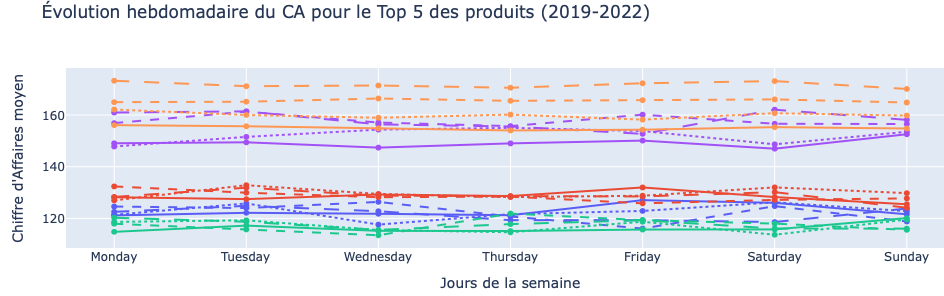 Évolution hebdomadaire du CA pour le Top 5 des produits (2019-2022)
Chiffre d'Affaires moyen
160
140
120
Monday Tuesday Wednesday Thursday Friday Saturday Sunday
Jours de la semaine